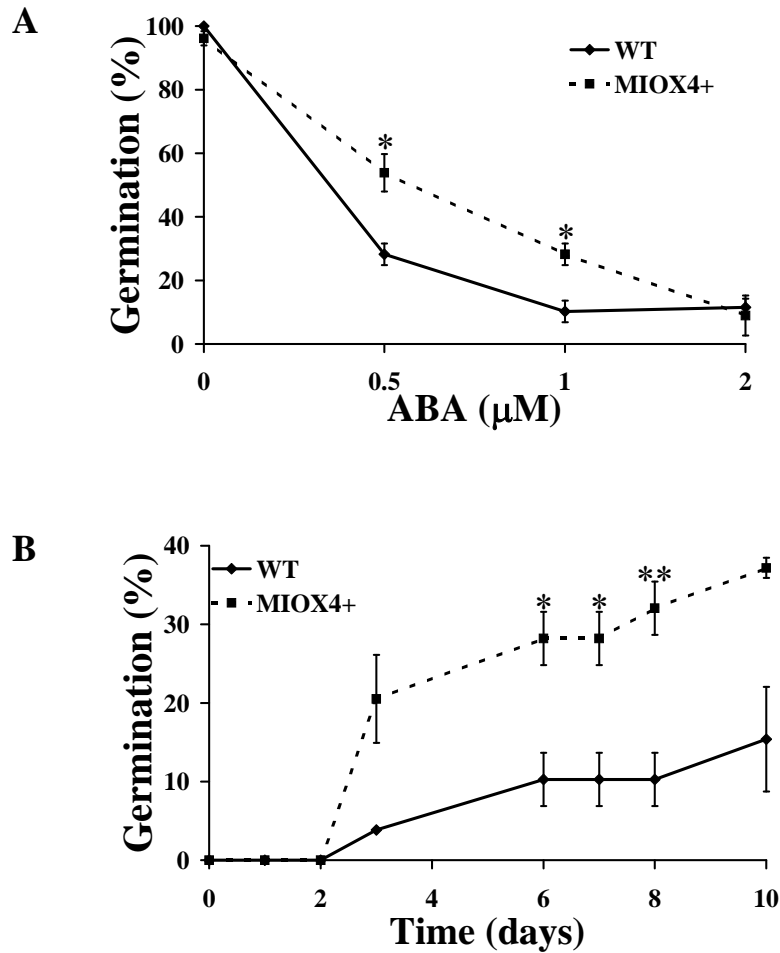 A
100
80
60
40
20
0
Germination (%)
WT
MIOX4+
*
*
0 0.5 1 2
ABA (μM)
B
40
30
20
10
0
Germination (%)
WT
MIOX4+
* * **
0 2 4 6 8 10
Time (days)